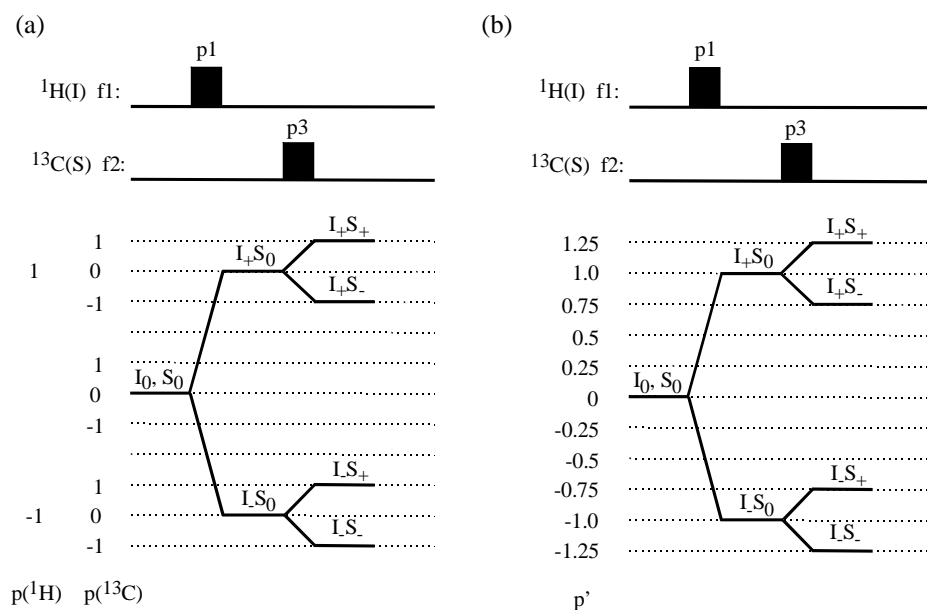 (a)
p1
¹H(I) f1:
p3
¹³C(S) f2:
I₊S₊
1
I₊S₀
1 0
I₊S₋
-1
1
I₀, S₀
0
-1
I₋S₊
1
I₋S₀
-1 0
I₋S₋
-1
p(¹H) p(¹³C)
(b)
p1
¹H(I) f1:
p3
¹³C(S) f2:
I₊S₊
1.25
I₊S₀
1.0
I₊S₋
0.75
0.5
0.25
I₀, S₀
0
-0.25
-0.5
I₋S₊
-0.75
I₋S₀
-1.0
I₋S₋
-1.25
p'